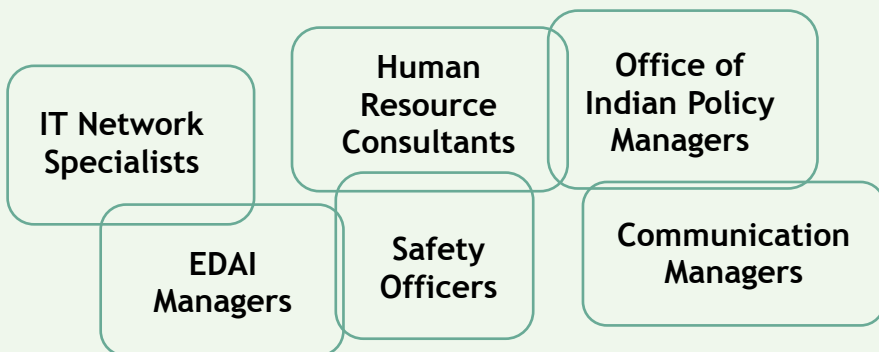 IT Network
Specialists
Human
Resource
Consultants
Office of
Indian Policy
Managers
EDAI
Managers
Safety
Officers
Communication
Managers